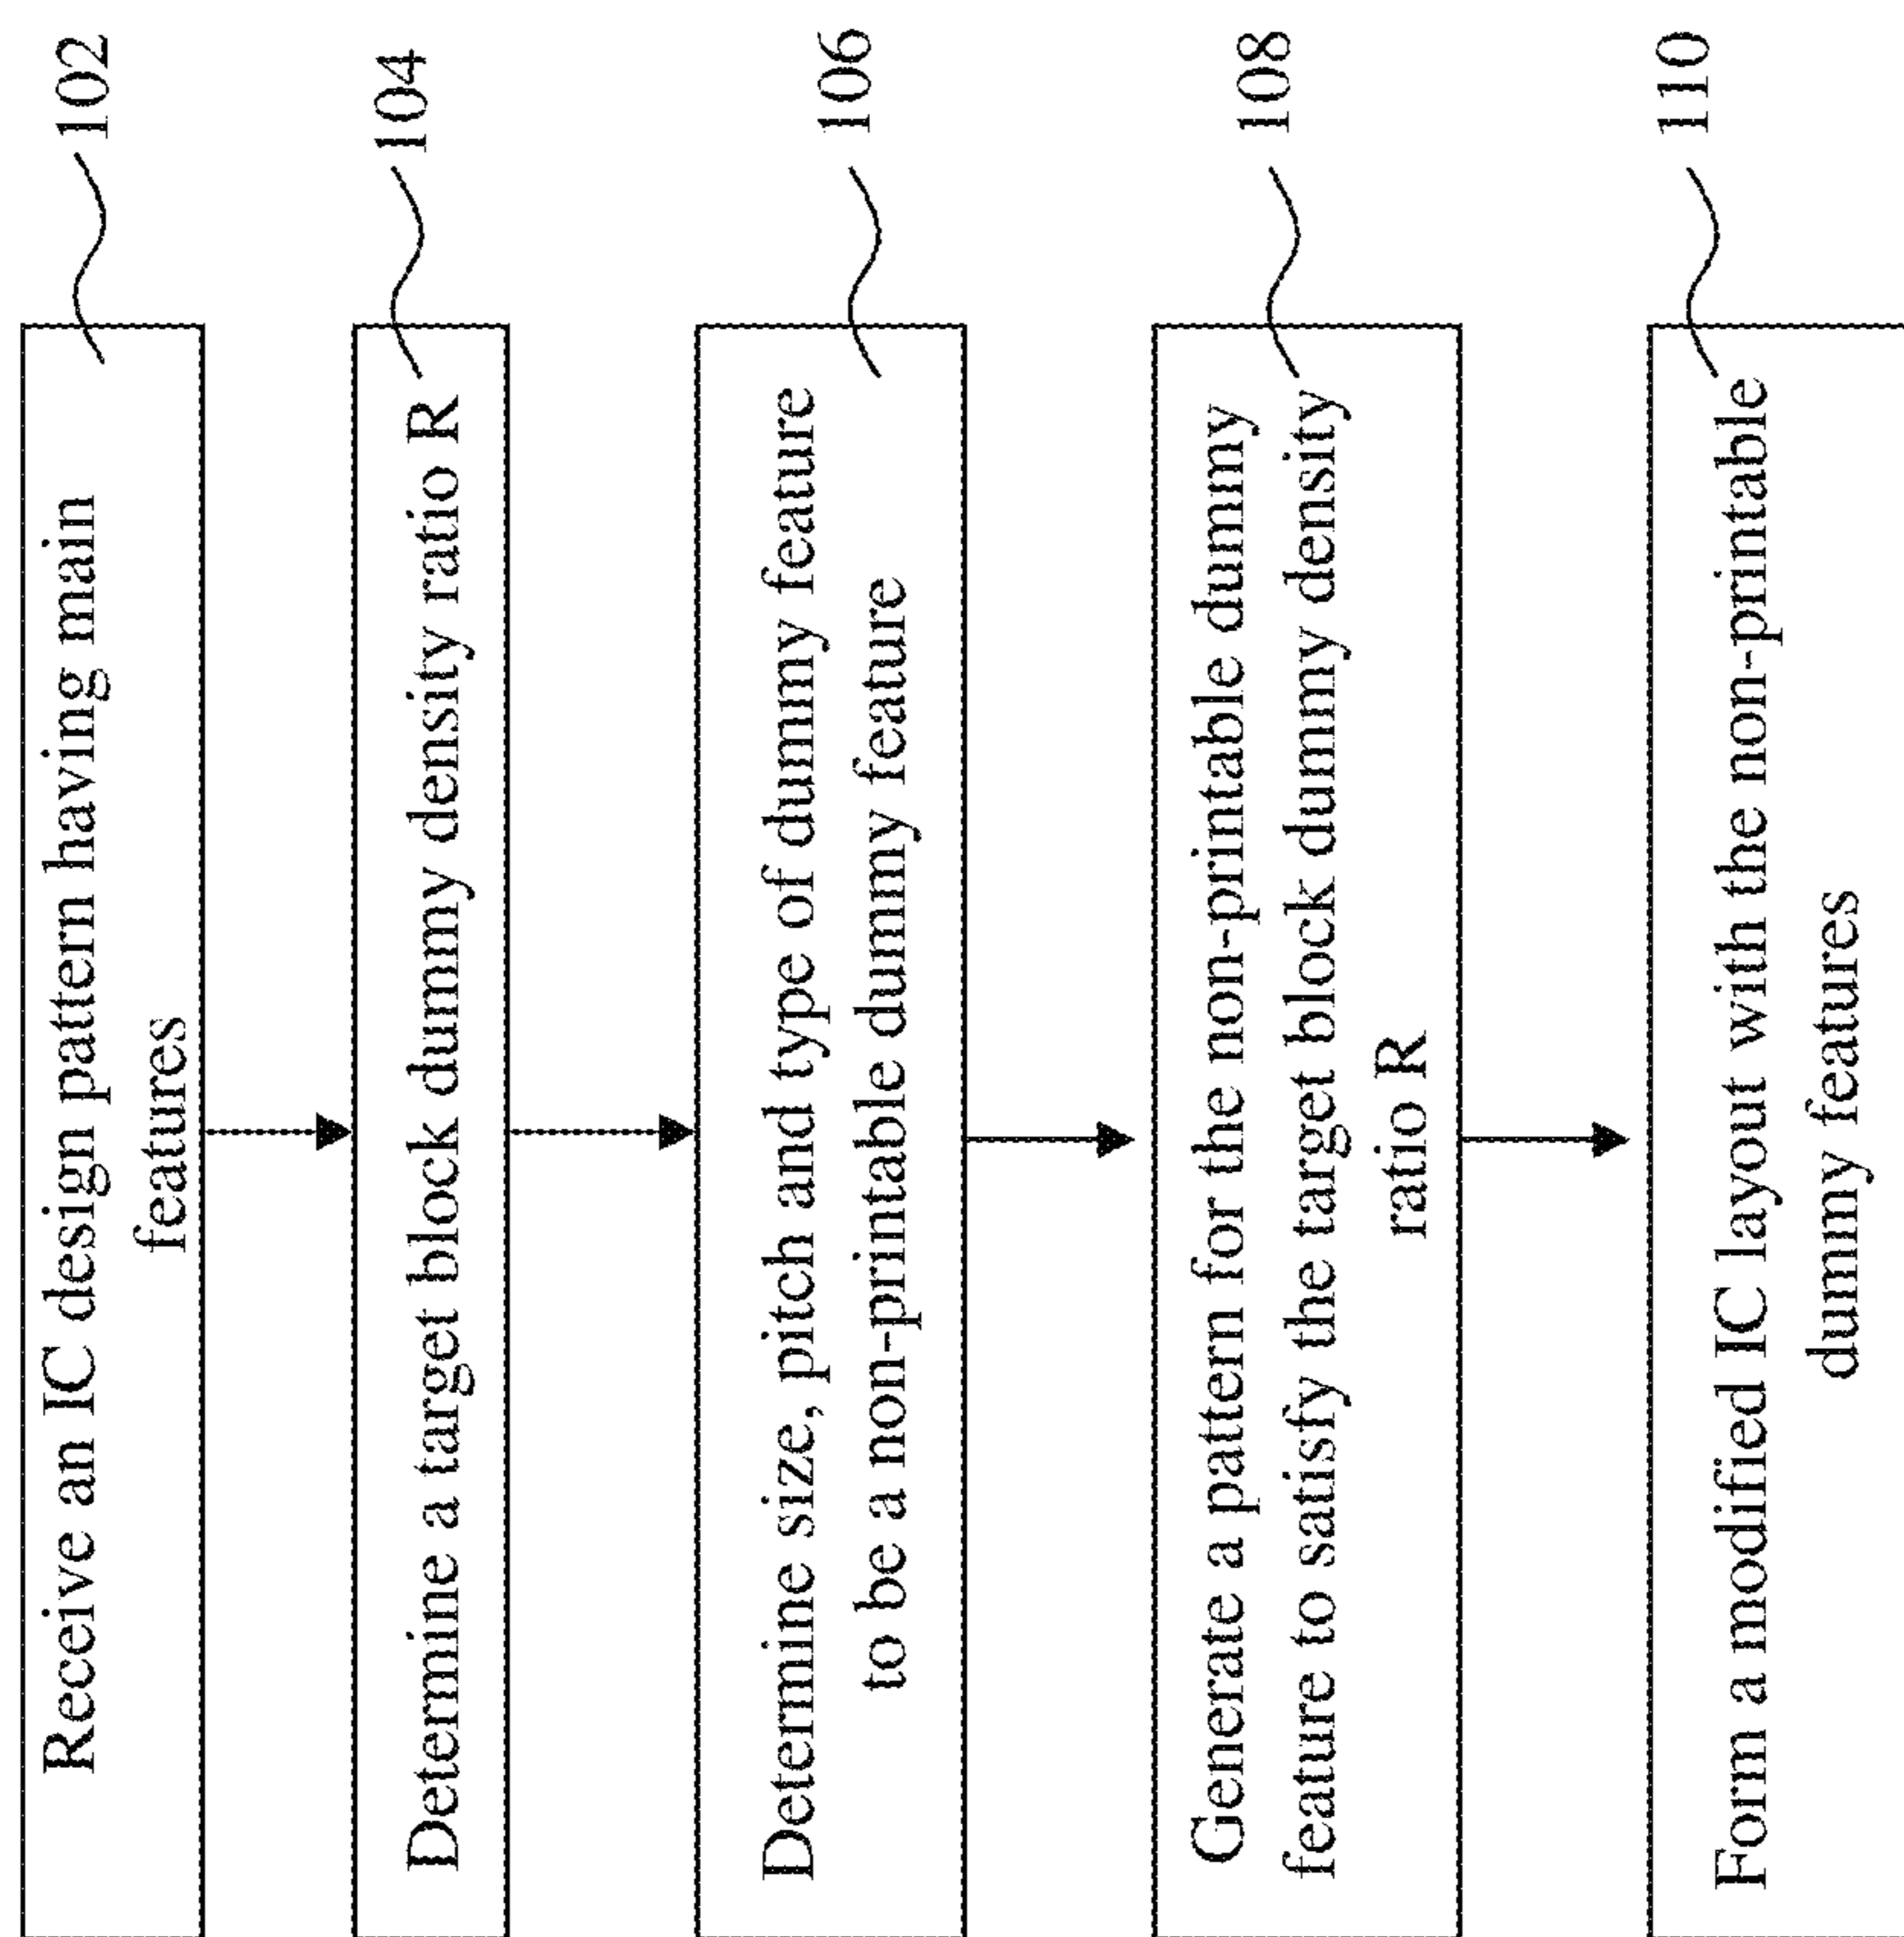 Receive an IC design pattern having main
features
102
Determine a target block dummy density ratio R
104
Determine size, pitch and type of dummy feature
to be a non-printable dummy feature
106
Generate a pattern for the non-printable dummy
feature to satisfy the target block dummy density
ratio R
108
Form a modified IC layout with the non-printable
dummy features
110